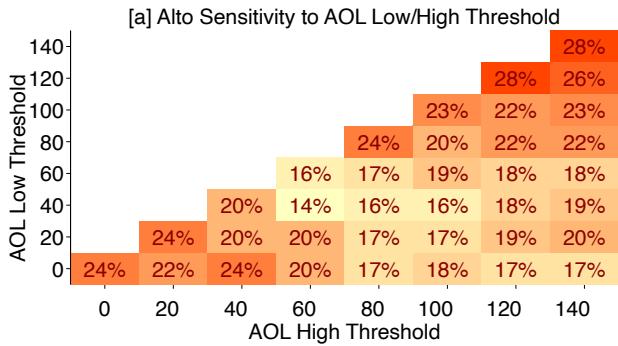 [a] Alto Sensitivity to AOL Low/High Threshold
AOL Low Threshold
140 28%
120 28% 26%
100 23% 22% 23%
80 24% 20% 22% 22%
60 16% 17% 19% 18% 18%
40 20% 14% 16% 16% 18% 19%
20 24% 20% 20% 17% 17% 19% 20%
0 24% 22% 24% 20% 17% 18% 17% 17%
0 20 40 60 80 100 120 140
AOL High Threshold